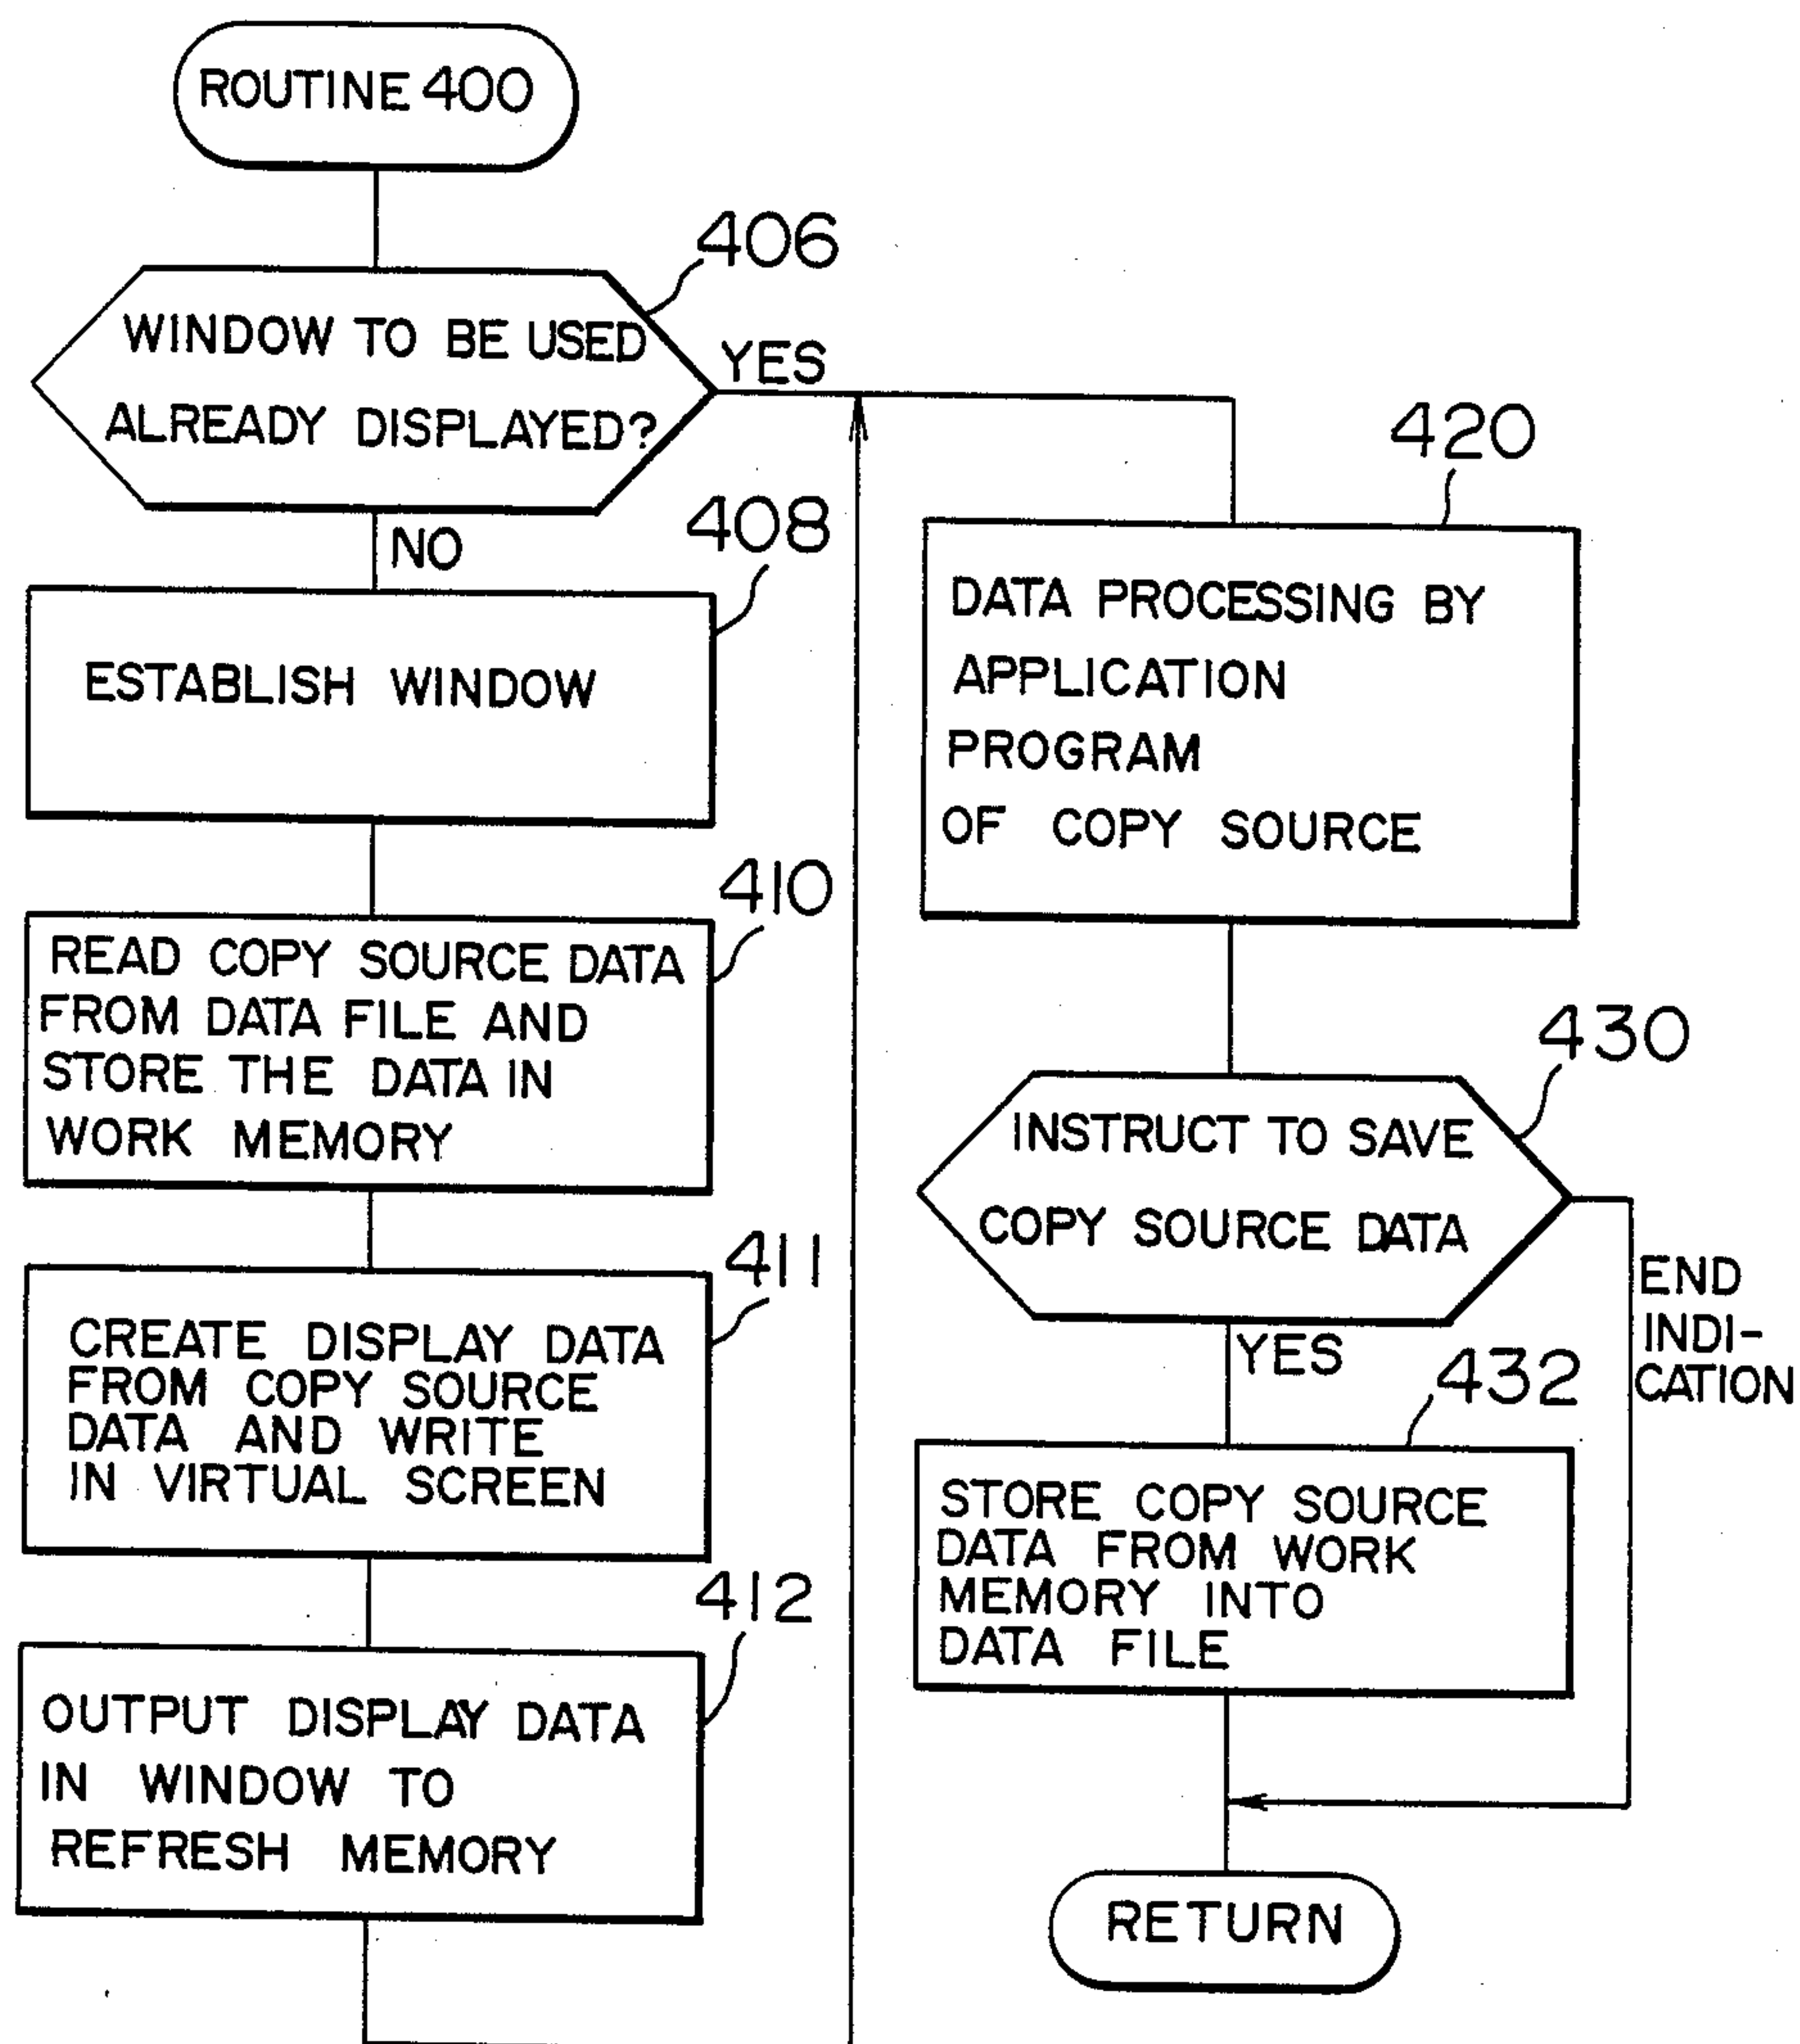 ROUTINE 400
406
WINDOW TO BE USED
ALREADY DISPLAYED?
YES
NO
408
ESTABLISH WINDOW
410
READ COPY SOURCE DATA
FROM DATA FILE AND
STORE THE DATA IN
WORK MEMORY
411
CREATE DISPLAY DATA
FROM COPY SOURCE
DATA AND WRITE
IN VIRTUAL SCREEN
412
OUTPUT DISPLAY DATA
IN WINDOW TO
REFRESH MEMORY
420
DATA PROCESSING BY
APPLICATION
PROGRAM
OF COPY SOURCE
430
INSTRUCT TO SAVE
COPY SOURCE DATA
END
INDI-
CATION
YES
432
STORE COPY SOURCE
DATA FROM WORK
MEMORY INTO
DATA FILE
RETURN